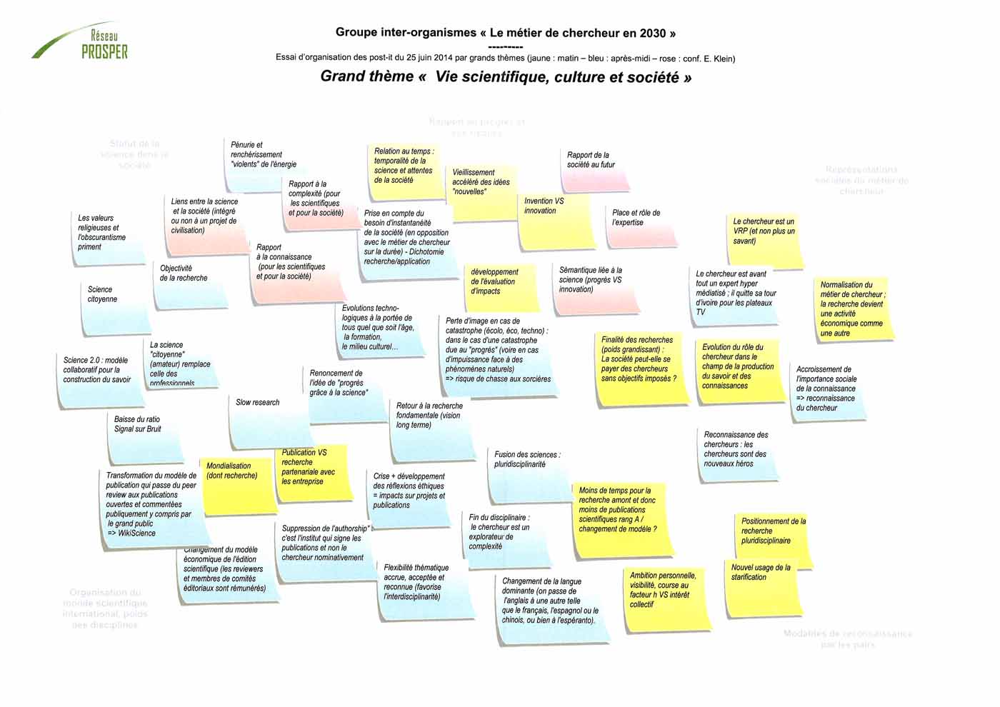 Réseau
PROSPER
Groupe inter-organismes « Le métier de chercheur en 2030 »
---------
Essai d'organisation des post-it du 25 juin 2014 par grands thèmes (jaune : matin – bleu : après-midi – rose : conf. E. Klein)
Grand thème « Vie scientifique, culture et société »
Rapport au progrès et
aux risques
Statut de la
science dans la
société
Représentations
sociales du métier de
chercheur
Pénurie et
renchérissement
"violents" de l'énergie
Relation au temps :
temporalité de la
science et attentes
de la société
Rapport de la
société au futur
Vieillissement
accéléré des idées
"nouvelles"
Rapport à la
complexité (pour
les scientifiques
et pour la société)
Liens entre la science
et la société (intégré
ou non à un projet de
civilisation)
Invention VS
innovation
Prise en compte du
besoin d'instantanéité
de la société (en opposition
avec le métier de chercheur
sur la durée) - Dichotomie
recherche/application
Place et rôle de
l'expertise
Les valeurs
religieuses et
l'obscurantisme
priment
Le chercheur est un
VRP (et non plus un
savant)
Rapport
à la connaissance
(pour les scientifiques
et pour la société)
Objectivité
de la recherche
développement
de l'évaluation
d'impacts
Sémantique liée à la
science (progrès VS
innovation)
Le chercheur est avant
tout un expert hyper
médiatisé ; il quitte sa tour
d'ivoire pour les plateaux
TV
Normalisation du
métier de chercheur ;
la recherche devient
une activité
économique comme
une autre
Science
citoyenne
Evolutions techno-
logiques à la portée de
tous quel que soit l'âge,
la formation,
le milieu culturel...
Perte d'image en cas de
catastrophe (écolo, éco, techno) :
dans le cas d'une catastrophe
due au "progrès" (voire en cas
d'impuissance face à des
phénomènes naturels)
=> risque de chasse aux sorcières
Finalité des recherches
(poids grandissant) :
La société peut-elle se
payer des chercheurs
sans objectifs imposés ?
Evolution du rôle du
chercheur dans le
champ de la production
du savoir et des
connaissances
La science
"citoyenne"
(amateur) remplace
celle des
professionnels
Science 2.0 : modèle
collaboratif pour la
construction du savoir
Accroissement de
l'importance sociale
de la connaissance
=> reconnaissance
du chercheur
Renoncement de
l'idée de "progrès
grâce à la science"
Slow research
Retour à la recherche
fondamentale (vision
long terme)
Baisse du ratio
Signal sur Bruit
Reconnaissance des
chercheurs : les
chercheurs sont des
nouveaux héros
Publication VS
recherche
partenariale avec
les entreprise
Fusion des sciences :
pluridisciplinarité
Mondialisation
(dont recherche)
Transformation du modèle de
publication qui passe du peer
review aux publications
ouvertes et commentées
publiquement y compris par
le grand public
=> WikiScience
Crise + développement
des réflexions éthiques
= impacts sur projets et
publications
Moins de temps pour la
recherche amont et donc
moins de publications
scientifiques rang A /
changement de modèle ?
Fin du disciplinaire :
le chercheur est un
explorateur de
complexité
Positionnement de la
recherche
pluridisciplinaire
Suppression de l'authorship"
c'est l'institut qui signe les
publications et non le
chercheur nominativement
Changement du modèle
économique de l'édition
scientifique (les reviewers
et membres de comités
éditoriaux sont rémunérés)
Flexibilité thématique
accrue, acceptée et
reconnue (favorise
l'interdisciplinarité)
Nouvel usage de la
starification
Ambition personnelle,
visibilité, course au
facteur h VS intérêt
collectif
Changement de la langue
dominante (on passe de
l'anglais à une autre telle
que le français, l'espagnol ou le
chinois, ou bien à l'espéranto).
Organisation du
monde scientifique
international, poids
des disciplines
Modalités de reconnaissance
par les pairs